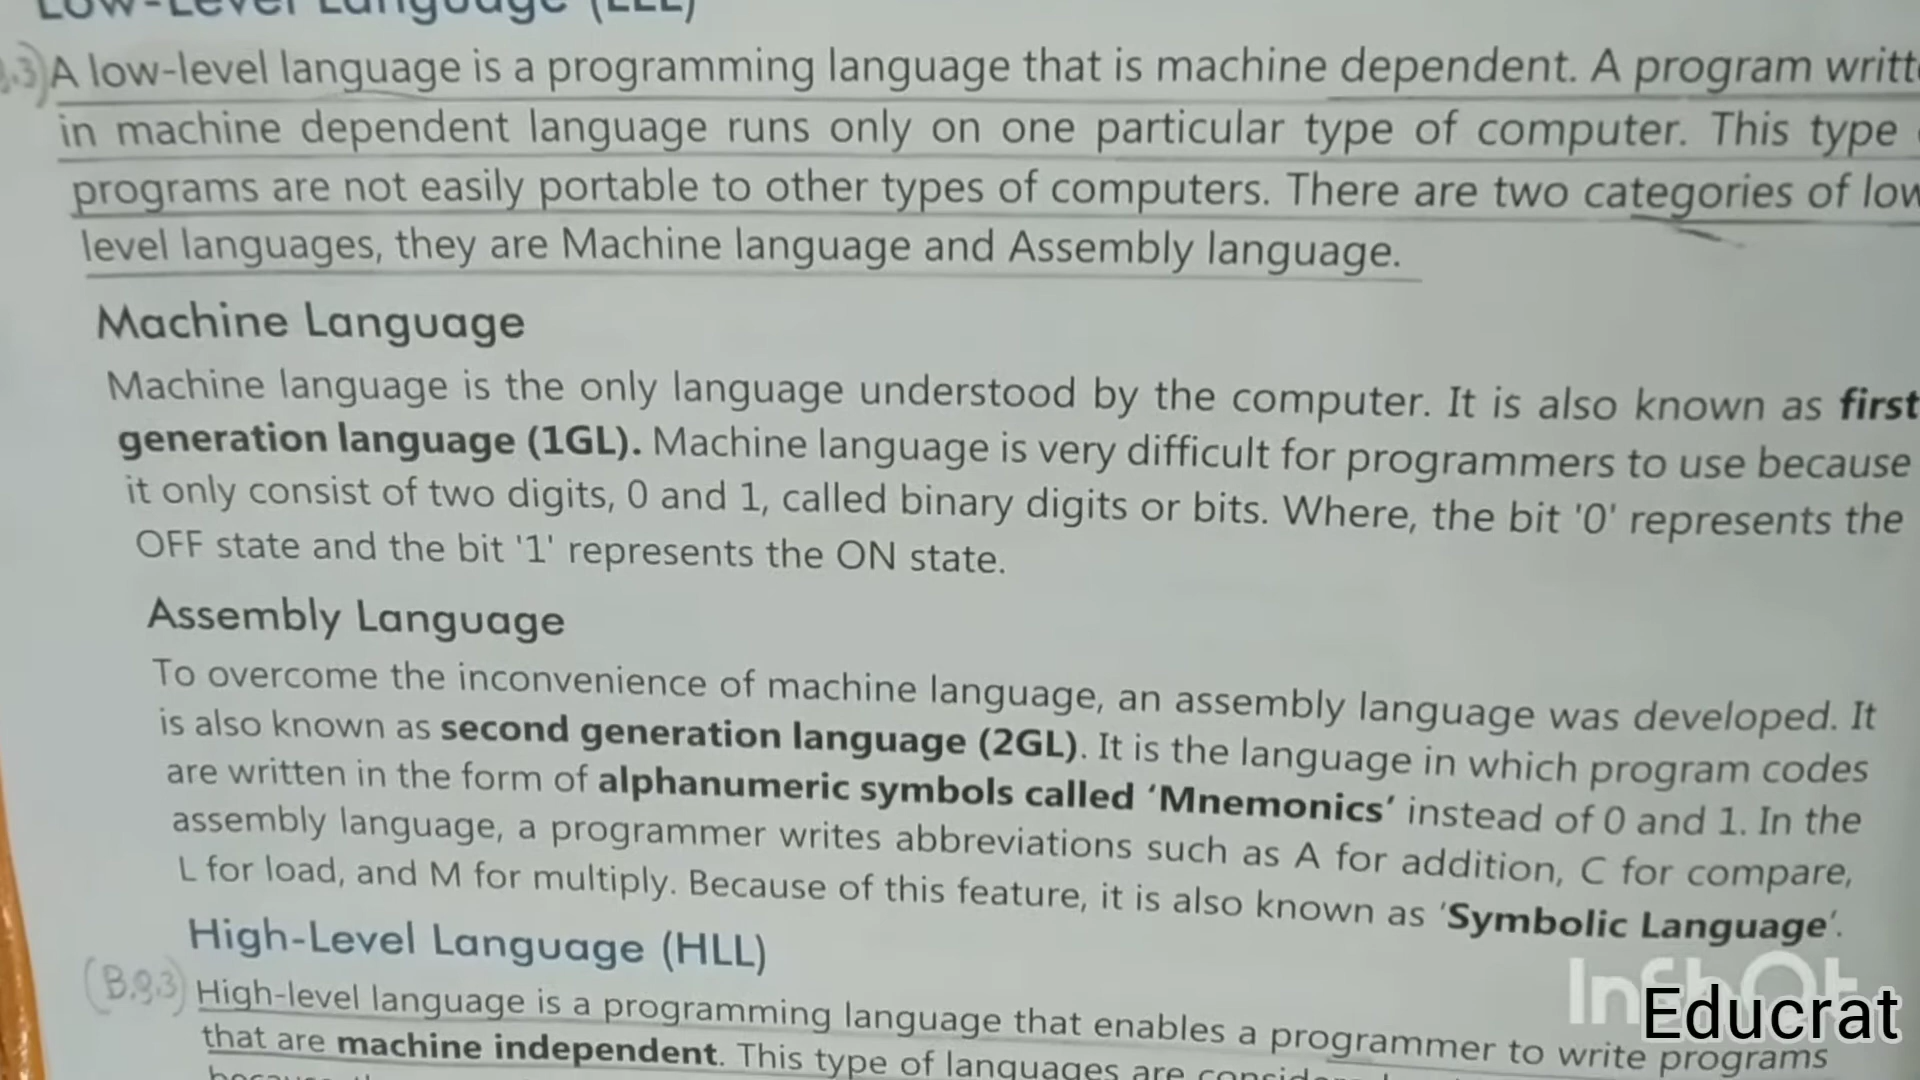 Low-Level Language (LLL)
A low-level language is a programming language that is machine dependent. A program writt
in machine dependent language runs only on one particular type of computer. This type
programs are not easily portable to other types of computers. There are two categories of low
level languages, they are Machine language and Assembly language.
Machine Language
Machine language is the only language understood by the computer. It is also known as first
generation language (1GL). Machine language is very difficult for programmers to use because
it only consist of two digits, 0 and 1, called binary digits or bits. Where, the bit '0' represents the
OFF state and the bit '1' represents the ON state.
Assembly Language
To overcome the inconvenience of machine language, an assembly language was developed. It
is also known as second generation language (2GL). It is the language in which program codes
are written in the form of alphanumeric symbols called ‘Mnemonics’ instead of 0 and 1. In the
assembly language, a programmer writes abbreviations such as A for addition, C for compare,
L for load, and M for multiply. Because of this feature, it is also known as ‘Symbolic Language’.
High-Level Language (HLL)
(B.9.3) High-level language is a programming language that enables a programmer to write programs
that are machine independent. This type of languages are
InShOt
Educrat